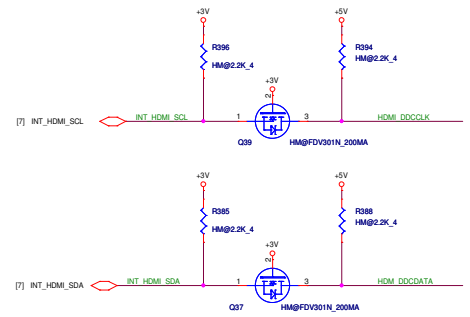 +3V +5V
R396 R394
HM@2.2K_4 HM@2.2K_4
+3V
2
[7] INT_HDMI_SCL INT_HDMI_SCL 1 3 HDMI_DDCCLK
Q39 HM@FDV301N_200MA
+3V +5V
R385 R388
HM@2.2K_4 HM@2.2K_4
+3V
2
[7] INT_HDMI_SDA INT_HDMI_SDA 1 3 HDM_DDCDATA
Q37 HM@FDV301N_200MA